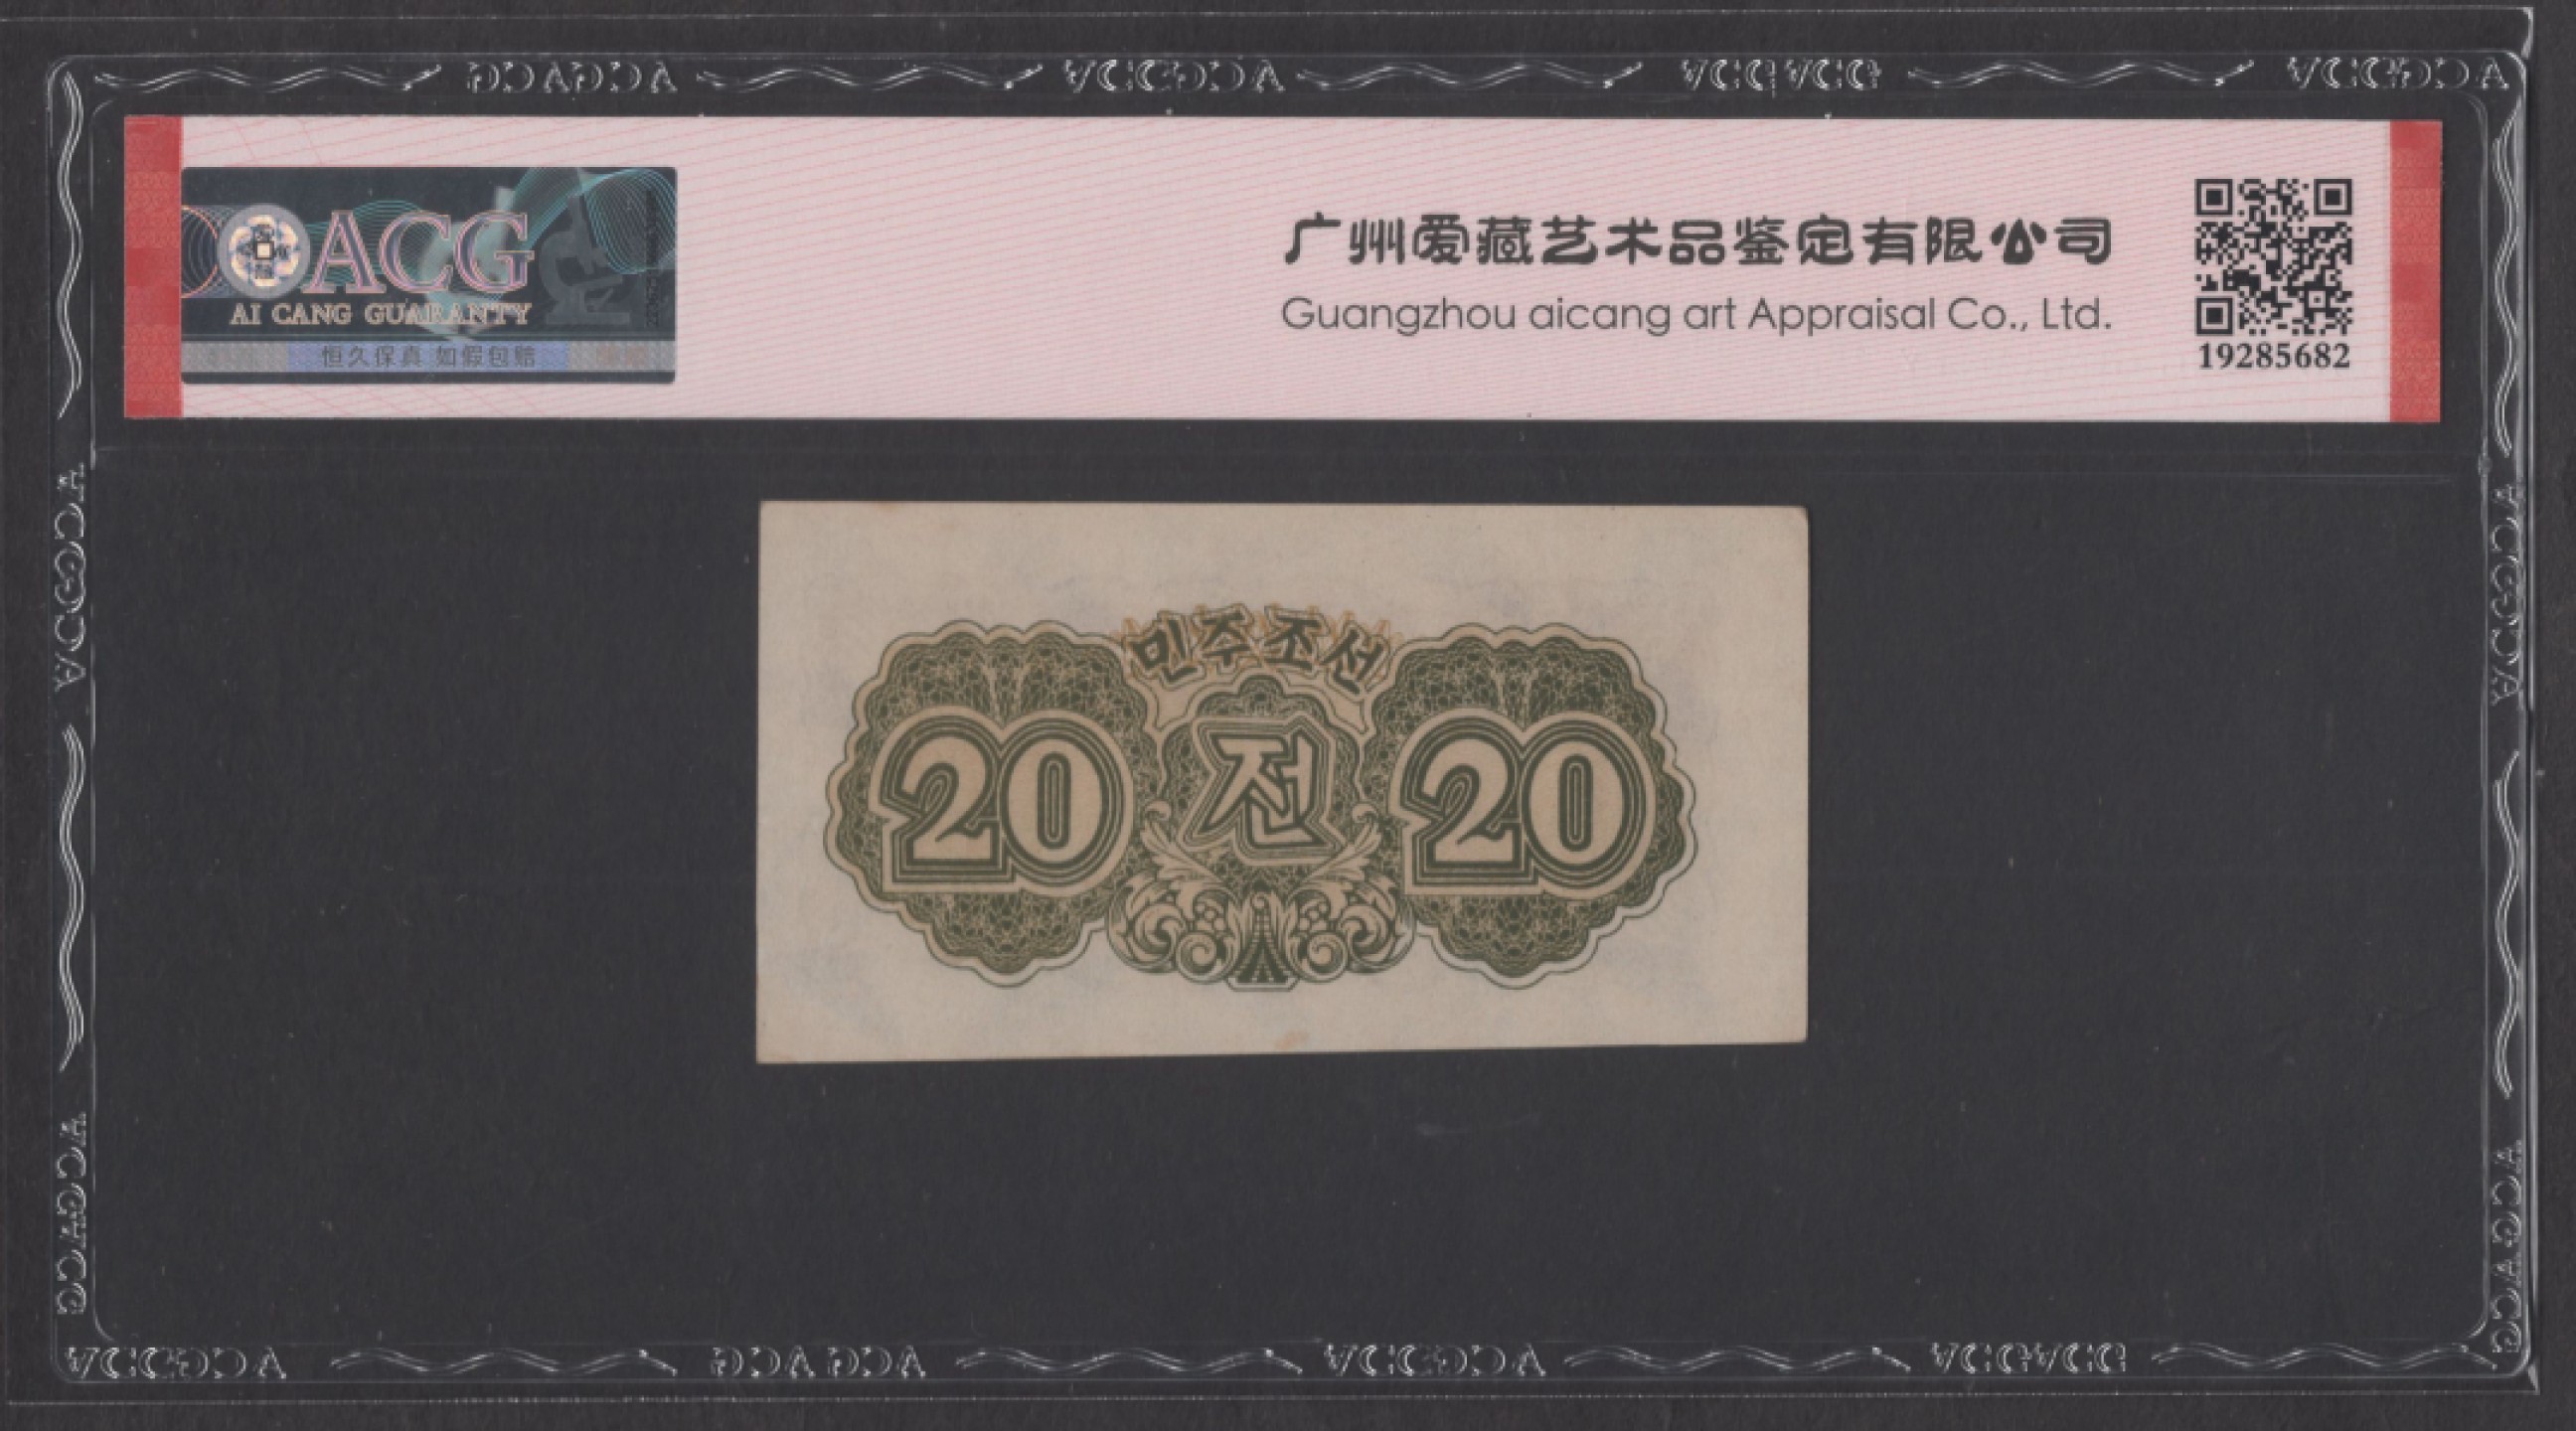 ACG
AI CANG GUARANTY
恒久保真 如假包赔
广州爱藏艺术品鉴定有限公司
Guangzhou aicang art Appraisal Co., Ltd.
19285682
민주조선
20 전 20